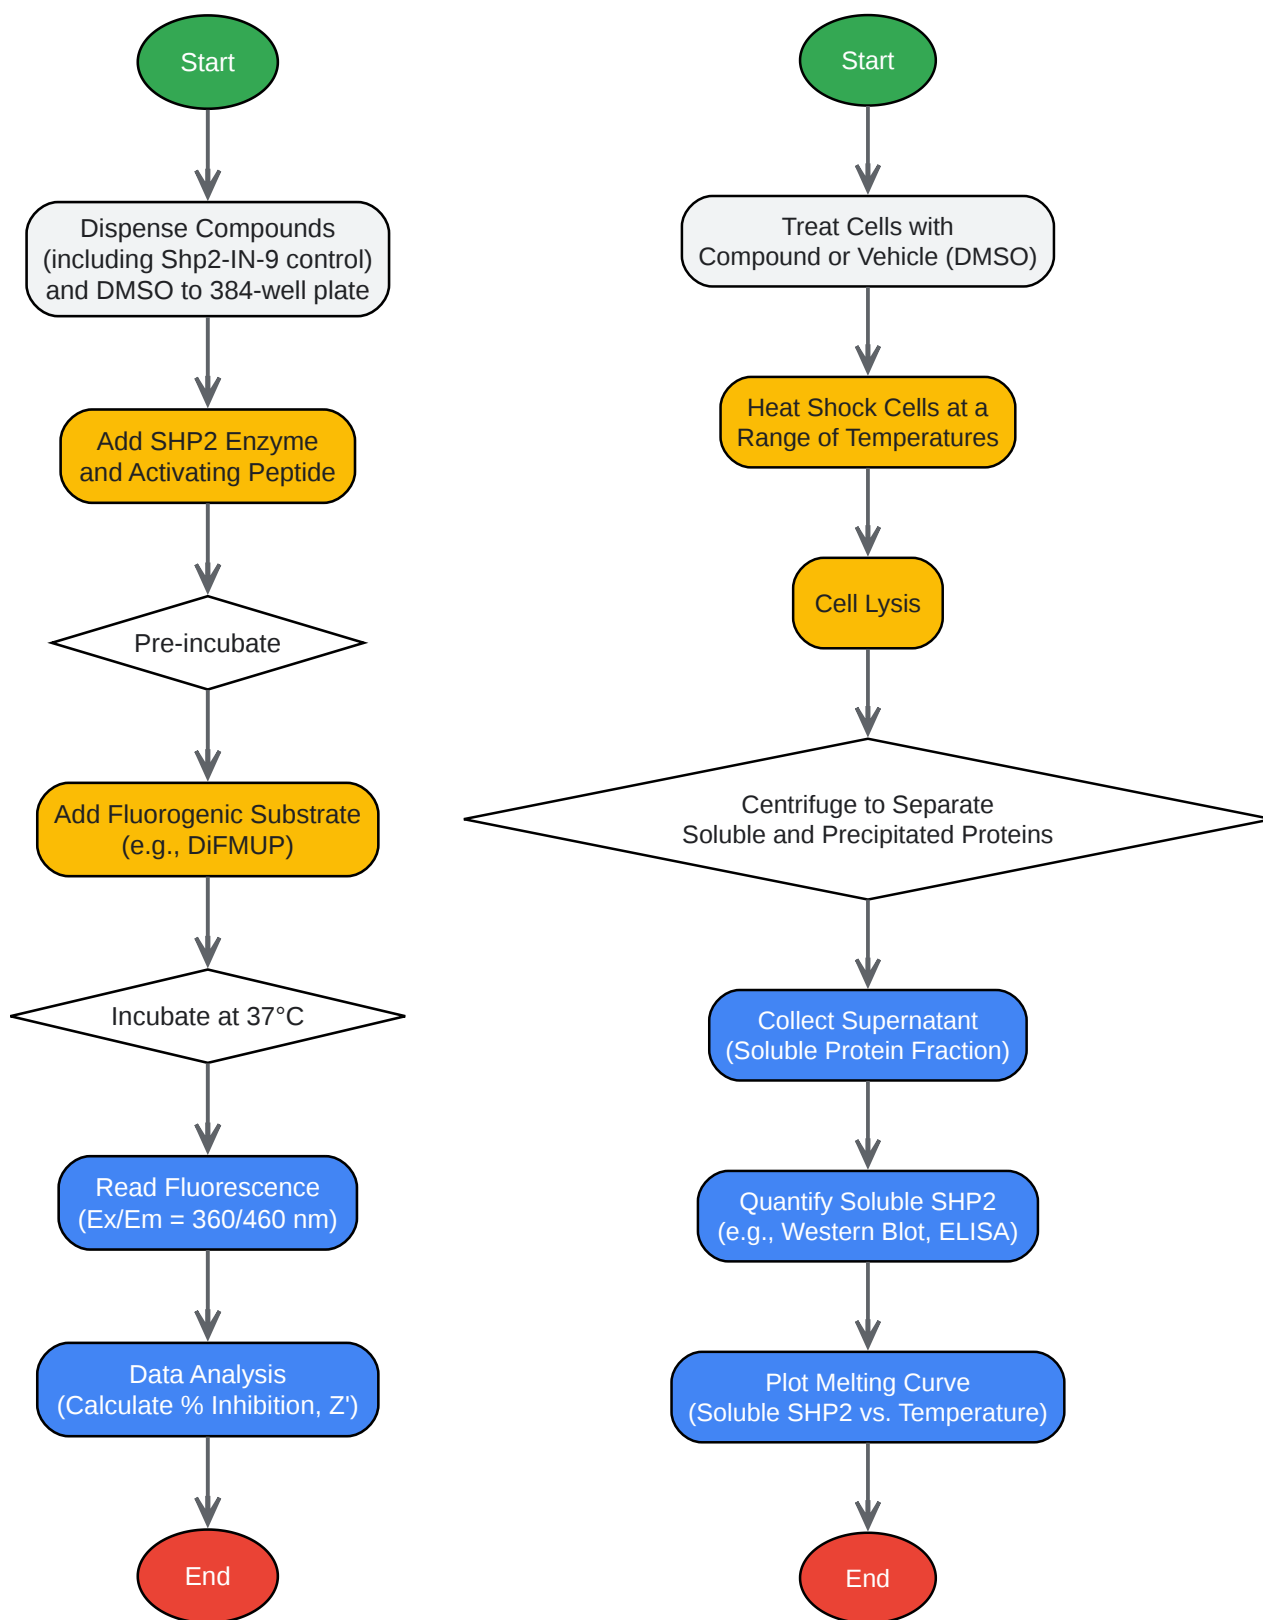 Start
Dispense Compounds
(including Shp2-IN-9 control)
and DMSO to 384-well plate
Add SHP2 Enzyme
and Activating Peptide
Pre-incubate
Add Fluorogenic Substrate
(e.g., DiFMUP)
Incubate at 37°C
Read Fluorescence
(Ex/Em = 360/460 nm)
Data Analysis
(Calculate % Inhibition, Z')
End
Start
Treat Cells with
Compound or Vehicle (DMSO)
Heat Shock Cells at a
Range of Temperatures
Cell Lysis
Centrifuge to Separate
Soluble and Precipitated Proteins
Collect Supernatant
(Soluble Protein Fraction)
Quantify Soluble SHP2
(e.g., Western Blot, ELISA)
Plot Melting Curve
(Soluble SHP2 vs. Temperature)
End